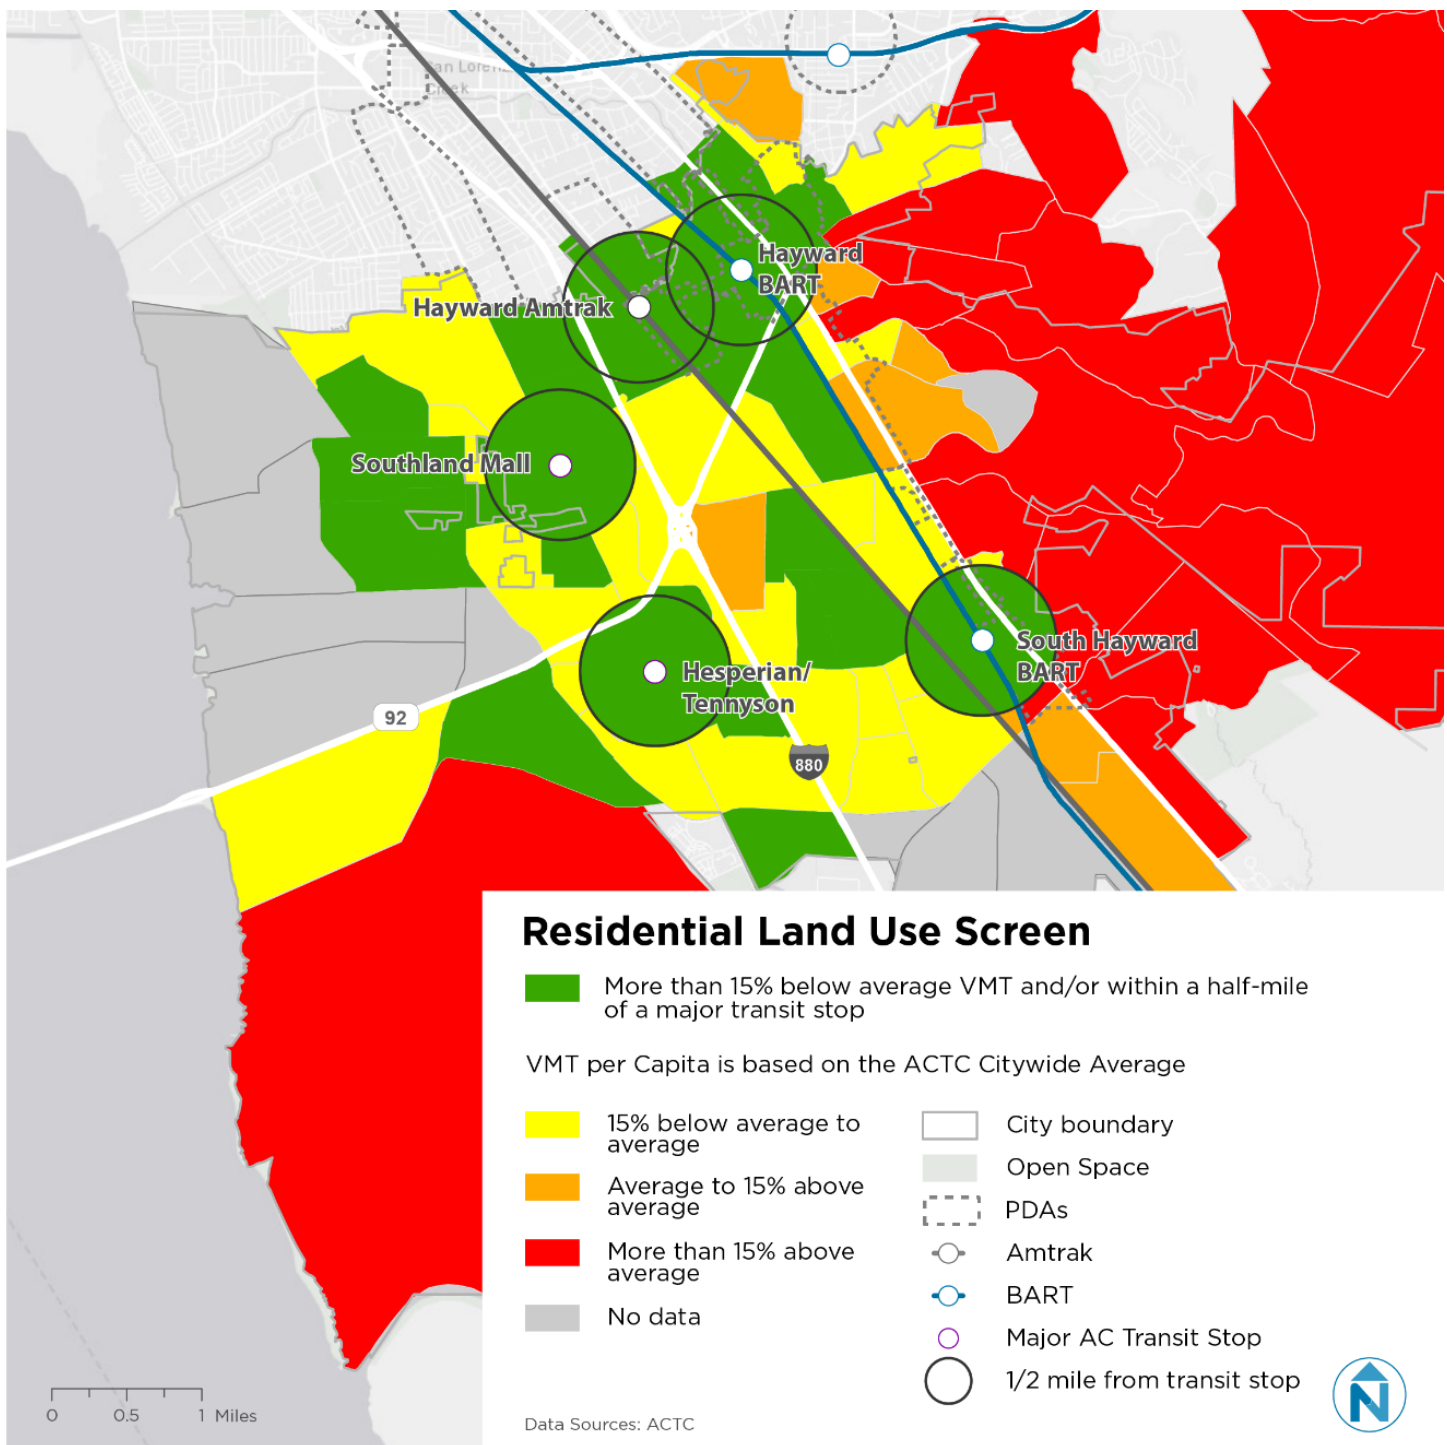 San Lorenzo
Creek
Hayward
BART
Hayward Amtrak
Southland Mall
South Hayward
BART
Hesperian/
Tennyson
92
880
Residential Land Use Screen
More than 15% below average VMT and/or within a half-mile
of a major transit stop
VMT per Capita is based on the ACTC Citywide Average
15% below average to
average
Average to 15% above
average
More than 15% above
average
No data
City boundary
Open Space
PDAs
Amtrak
BART
Major AC Transit Stop
1/2 mile from transit stop
0 0.5 1 Miles
Data Sources: ACTC
N